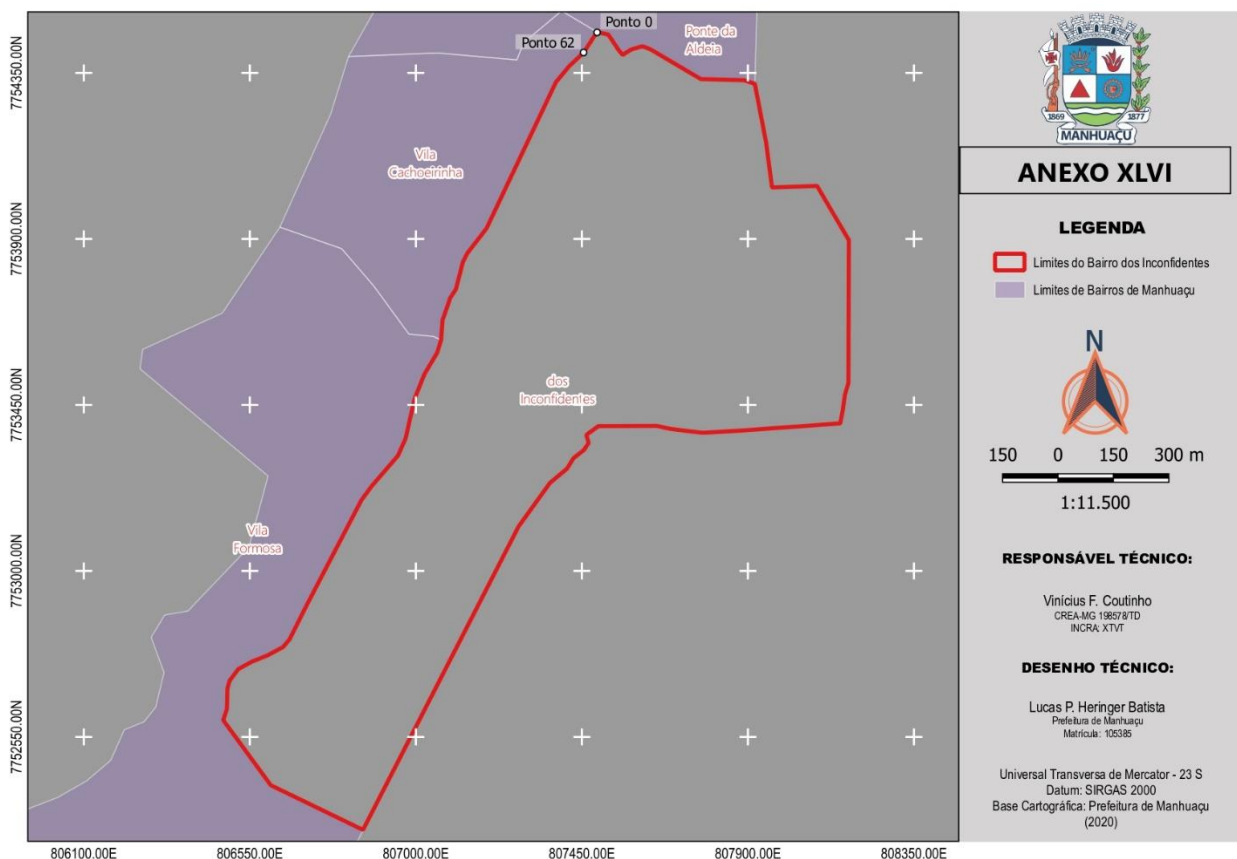 Ponto 0
Ponto 62
Ponte da
Aldeia
Vila
Cachoeirinha
dos
Inconfidentes
Vila
Formosa
7754350.00N
7753900.00N
7753450.00N
7753000.00N
7752550.00N
806100.00E
806550.00E
807000.00E
807450.00E
807900.00E
808350.00E
1869
1877
MANHUAÇU
ANEXO XLVI
LEGENDA
Limites do Bairro dos Inconfidentes
Limites de Bairros de Manhuaçu
N
150 0 150 300 m
1:11.500
RESPONSÁVEL TÉCNICO:
Vinícius F. Coutinho
CREA-MG 198578/TD
INCRA: XTVT
DESENHO TÉCNICO:
Lucas P. Heringer Batista
Prefeitura de Manhuaçu
Matrícula: 105385
Universal Transversa de Mercator - 23 S
Datum: SIRGAS 2000
Base Cartográfica: Prefeitura de Manhuaçu
(2020)